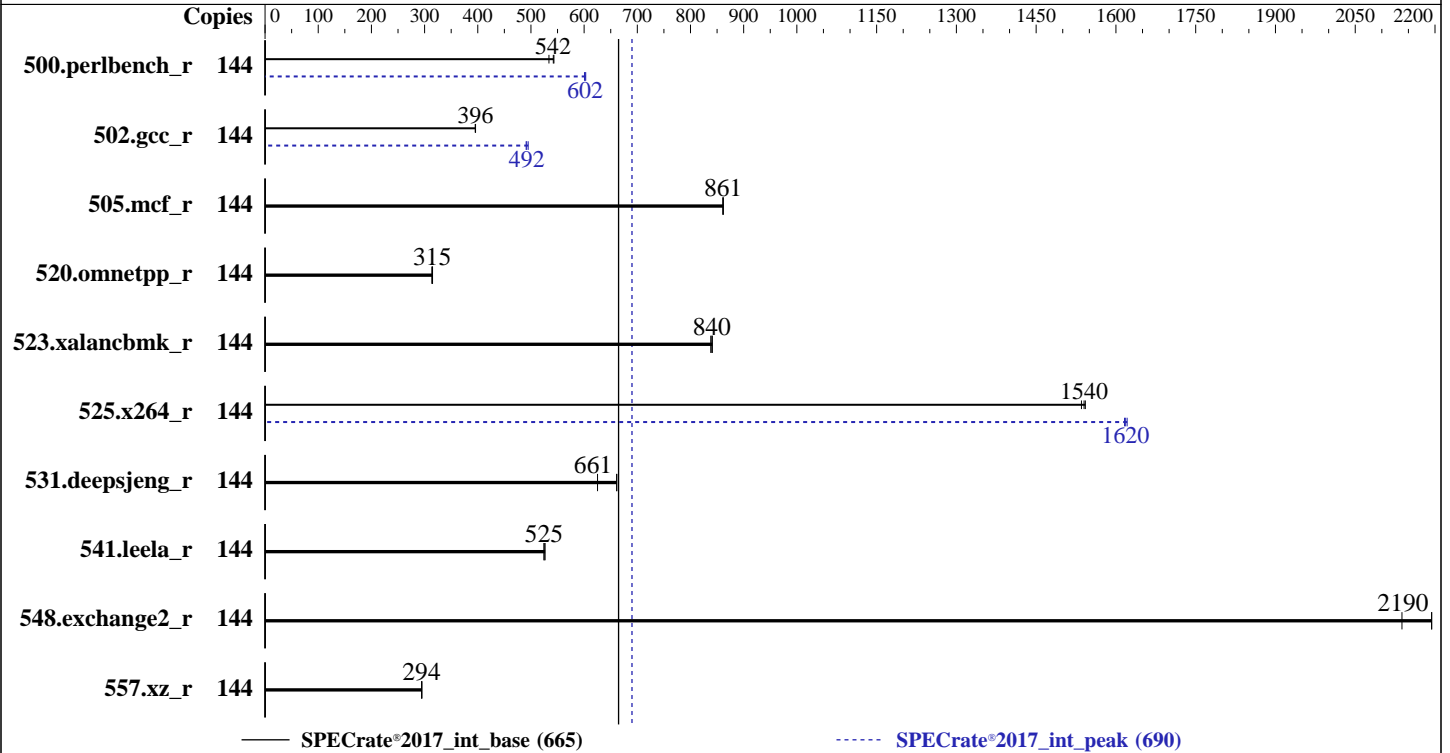 Copies 0 100 200 300 400 500 600 700 800 900 1000 1150 1300 1450 1600 1750 1900 2050 2200
500.perlbench_r 144 542
602
502.gcc_r 144 396
492
505.mcf_r 144 861
520.omnetpp_r 144 315
523.xalancbmk_r 144 840
525.x264_r 144 1540
1620
531.deepsjeng_r 144 661
541.leela_r 144 525
548.exchange2_r 144 2190
557.xz_r 144 294
SPECrate®2017_int_base (665) SPECrate®2017_int_peak (690)